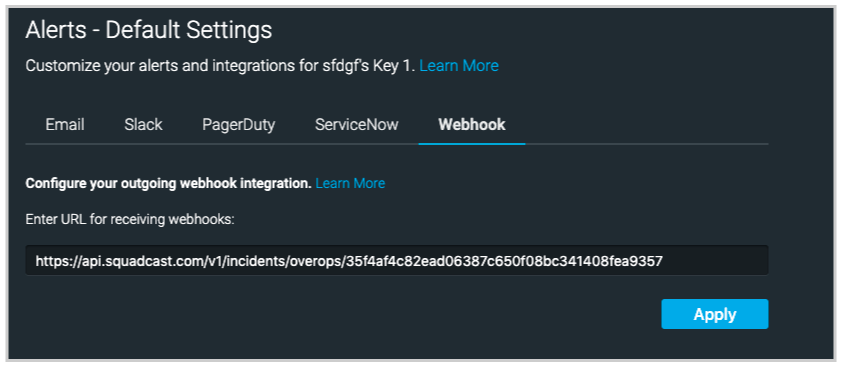 Alerts - Default Settings
Customize your alerts and integrations for sfdgf's Key 1. Learn More
Email Slack PagerDuty ServiceNow Webhook
Configure your outgoing webhook integration. Learn More
Enter URL for receiving webhooks:
https://api.squadcast.com/v1/incidents/overops/35f4af4c82ead06387c650f08bc341408fea9357
Apply